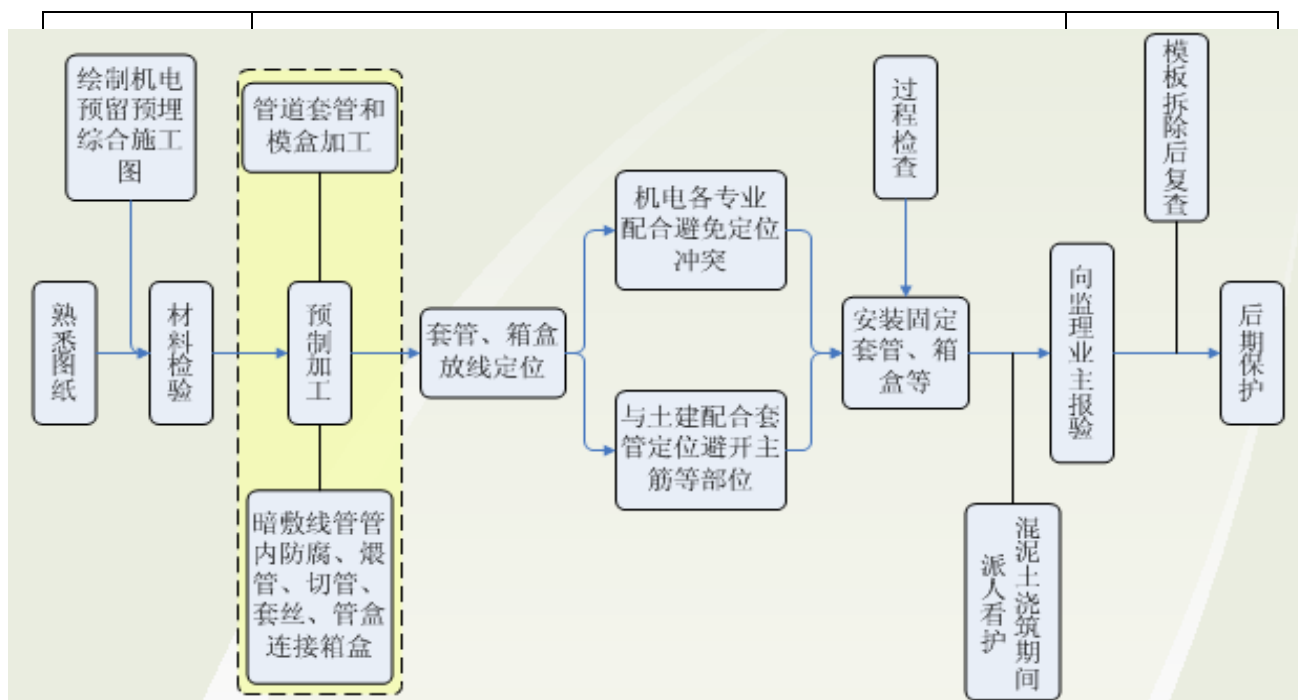 绘制机电
预留预埋
综合施工
图
熟悉图纸
材料检验
管道套管和
模盒加工
预制加工
暗敷线管管
内防腐、煨
管、切管、
套丝、管盒
连接箱盒
套管、箱盒
放线定位
机电各专业
配合避免定位
冲突
与土建配合套
管定位避开主
筋等部位
过程检查
安装固定
套管、箱
盒等
混泥土浇筑期间
派人看护
向监理业主报验
模板拆除后复查
后期保护